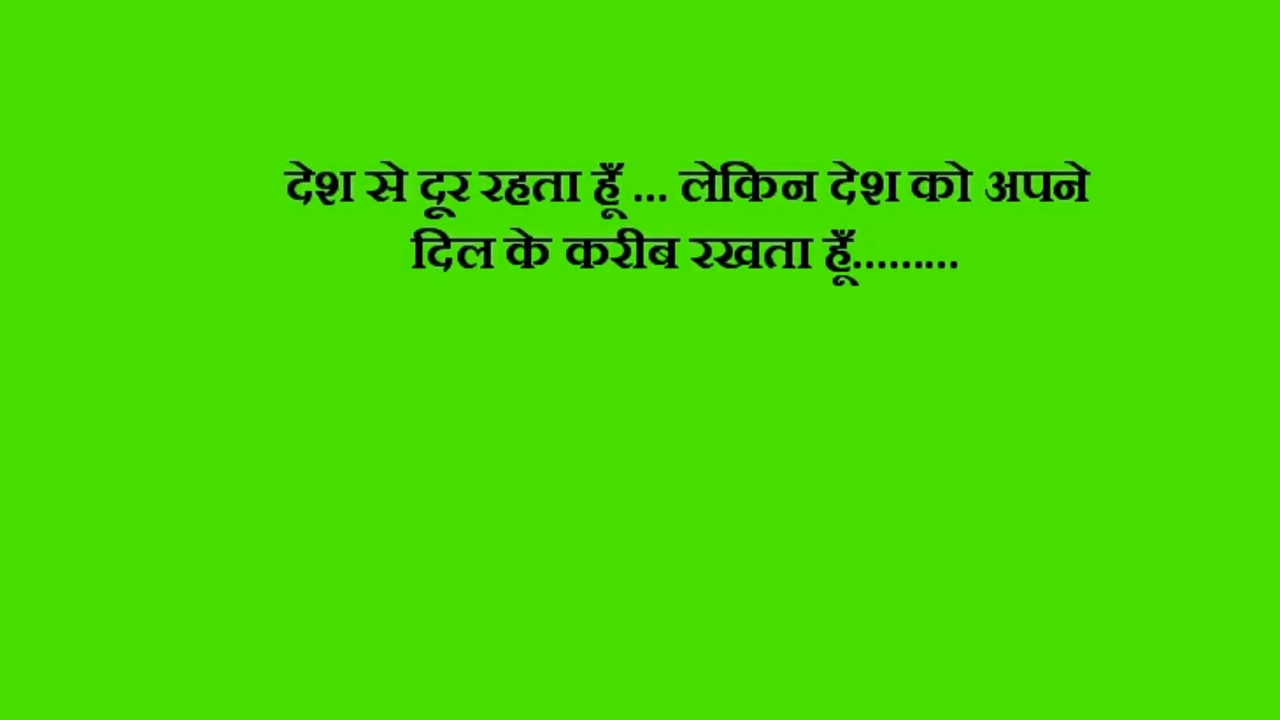 देश से दूर रहता हूँ ... लेकिन देश को अपने
दिल के करीब रखता हूँ.........